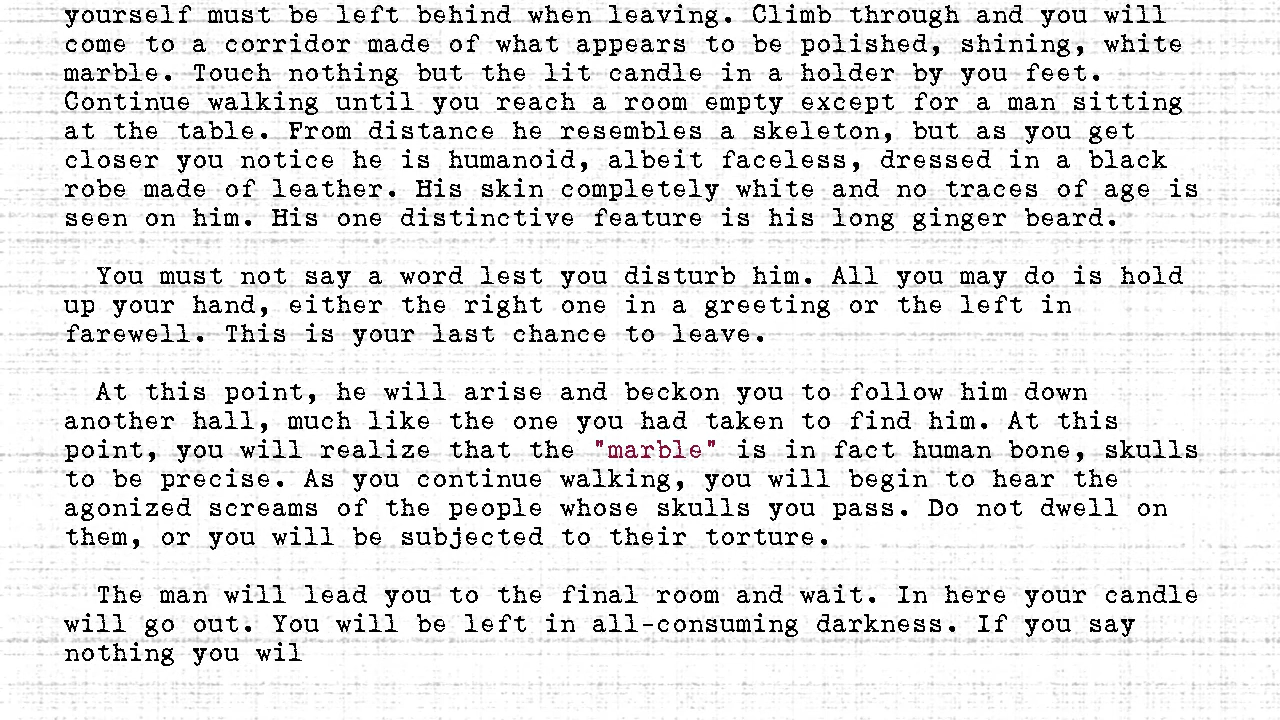 yourself must be left behind when leaving. Climb through and you will
come to a corridor made of what appears to be polished, shining, white
marble. Touch nothing but the lit candle in a holder by you feet.
Continue walking until you reach a room empty except for a man sitting
at the table. From distance he resembles a skeleton, but as you get
closer you notice he is humanoid, albeit faceless, dressed in a black
robe made of leather. His skin completely white and no traces of age is
seen on him. His one distinctive feature is his long ginger beard.
You must not say a word lest you disturb him. All you may do is hold
up your hand, either the right one in a greeting or the left in
farewell. This is your last chance to leave.
At this point, he will arise and beckon you to follow him down
another hall, much like the one you had taken to find him. At this
point, you will realize that the "marble" is in fact human bone, skulls
to be precise. As you continue walking, you will begin to hear the
agonized screams of the people whose skulls you pass. Do not dwell on
them, or you will be subjected to their torture.
The man will lead you to the final room and wait. In here your candle
will go out. You will be left in all-consuming darkness. If you say
nothing you wil